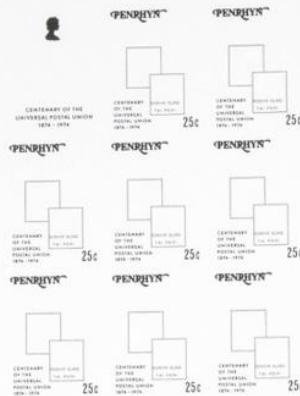 PENRHYN
PENRHYN
CENTENARY OF THE
UNIVERSAL POSTAL UNION
1874 - 1974
CENTENARY
OF THE
UNIVERSAL
POSTAL UNION
1874-1974
25c
CENTENARY
OF THE
UNIVERSAL
POSTAL UNION
1874-1974
25c
PENRHYN
PENRHYN
PENRHYN
CENTENARY
OF THE
UNIVERSAL
POSTAL UNION
1874-1974
25c
CENTENARY
OF THE
UNIVERSAL
POSTAL UNION
1874-1974
25c
CENTENARY
OF THE
UNIVERSAL
POSTAL UNION
1874-1974
25c
PENRHYN
PENRHYN
PENRHYN
CENTENARY
OF THE
UNIVERSAL
POSTAL UNION
1874-1974
25c
CENTENARY
OF THE
UNIVERSAL
POSTAL UNION
1874-1974
25c
CENTENARY
OF THE
UNIVERSAL
POSTAL UNION
1874-1974
25c